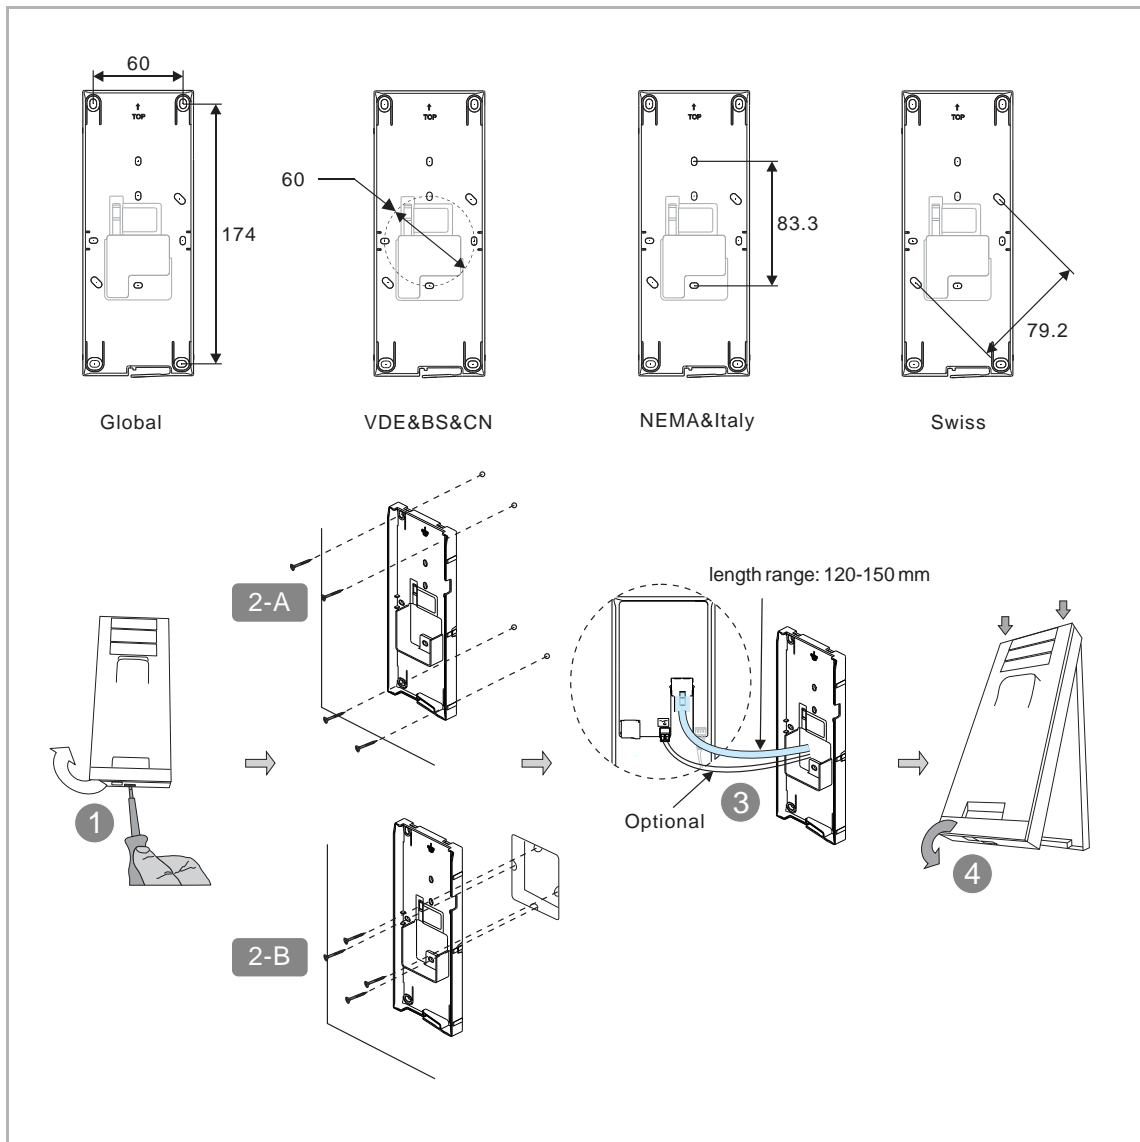 60
TOP
TOP
TOP
TOP
60
174
83.3
79.2
Global
VDE&BS&CN
NEMA&Italy
Swiss
2-A
length range: 120-150 mm
1
Optional
3
4
2-B